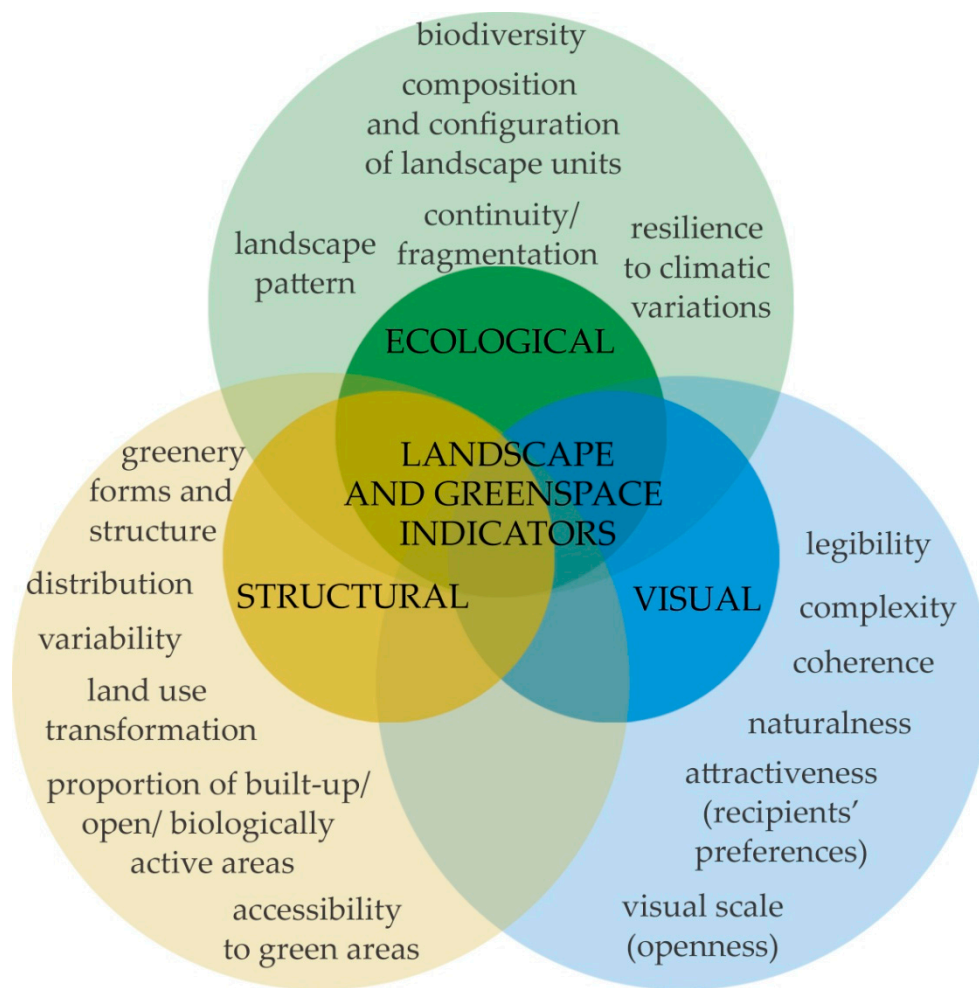 biodiversity
composition
and configuration
of landscape units
continuity/
fragmentation
landscape
pattern
resilience
to climatic
variations
ECOLOGICAL
LANDSCAPE
AND GREENSPACE
INDICATORS
STRUCTURAL
VISUAL
greenery
forms and
structure
distribution
variability
land use
transformation
proportion of built-up/
open/ biologically
active areas
accessibility
to green areas
legibility
complexity
coherence
naturalness
attractiveness
(recipients’
preferences)
visual scale
(openness)